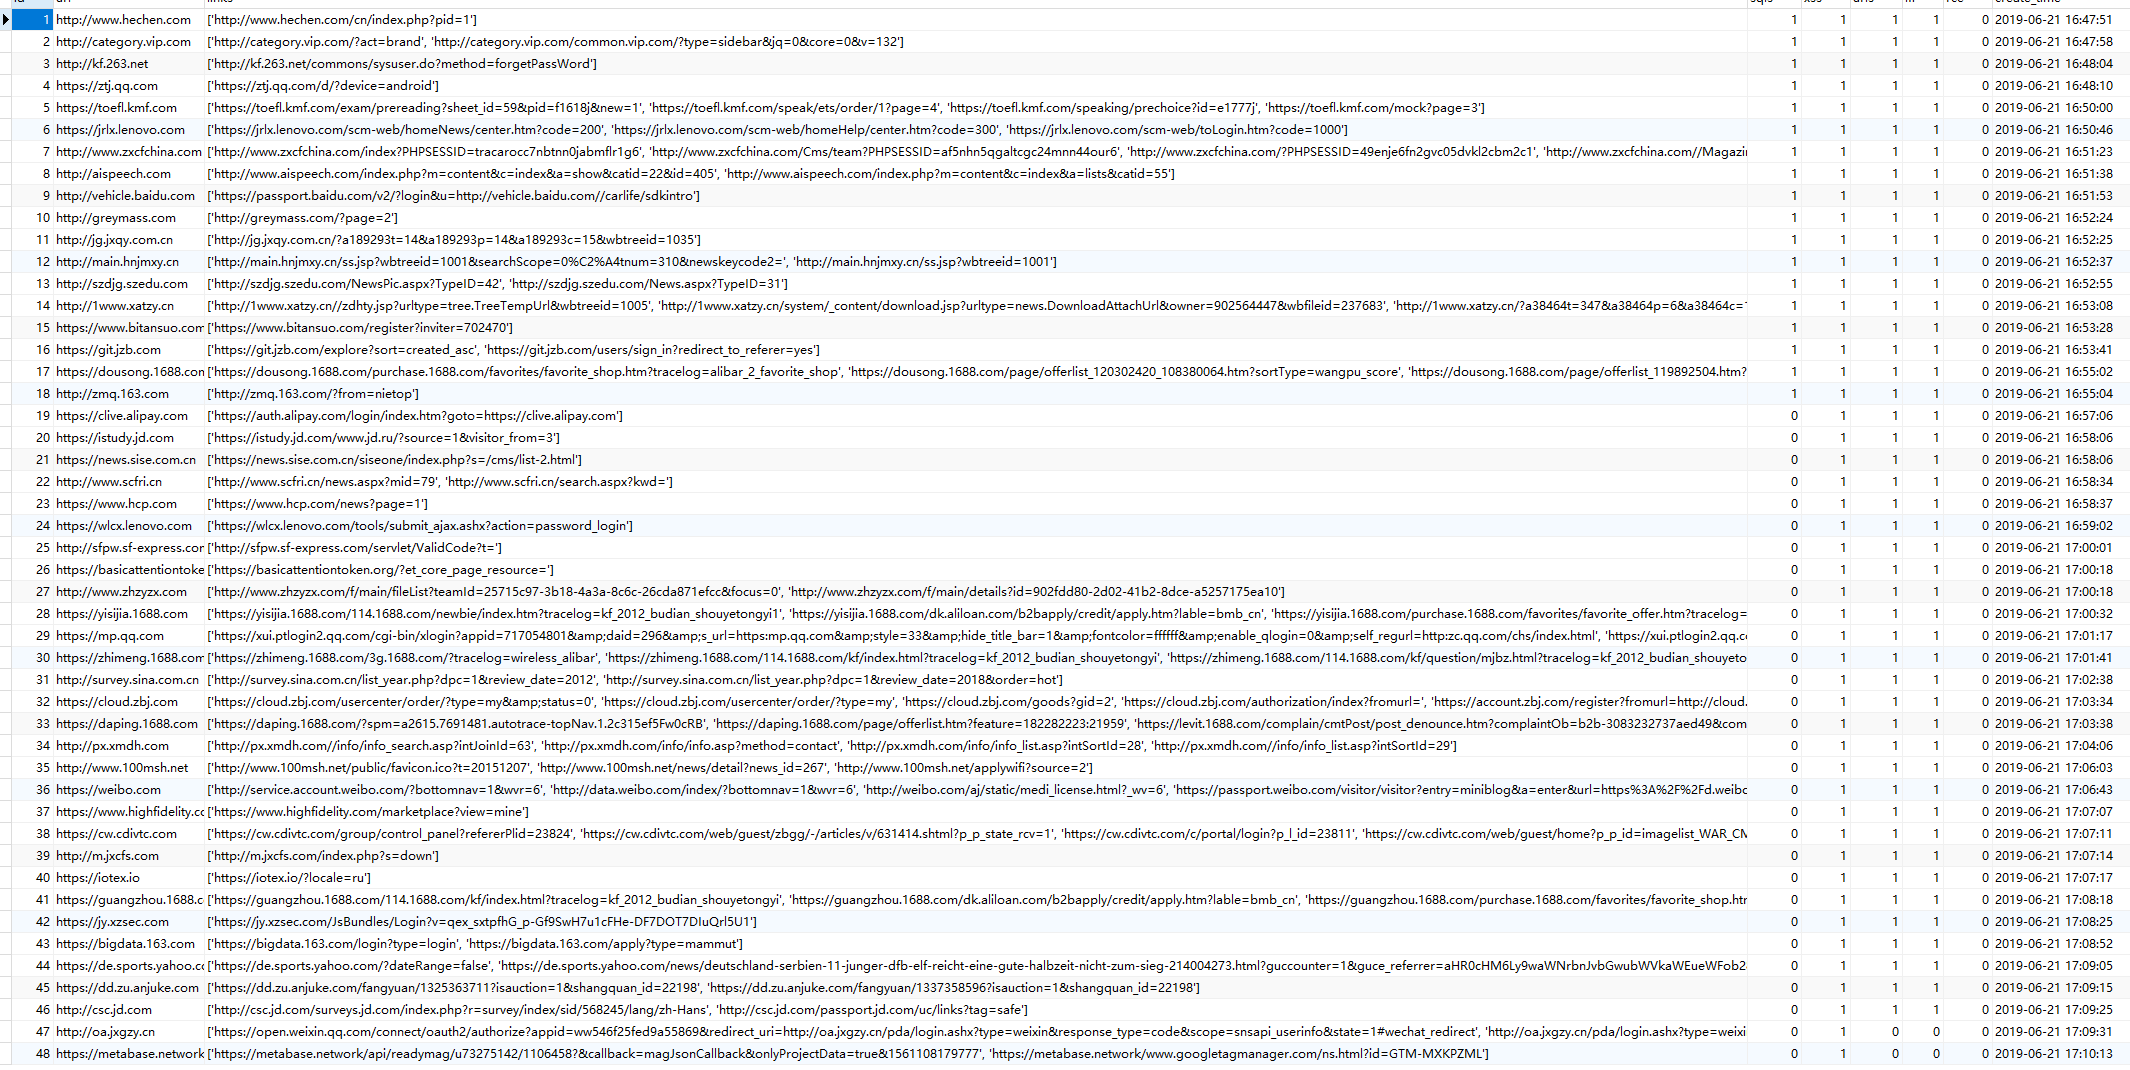 1 http://www.hechen.com ['http://www.hechen.com/cn/index.php?pid=1'] 1 1 1 1 0 2019-06-21 16:47:51
2 http://category.vip.com ['http://category.vip.com/?act=brand', 'http://category.vip.com/common.vip.com/?type=sidebar&jq=0&core=0&v=132'] 1 1 1 1 0 2019-06-21 16:47:58
3 http://kf.263.net ['http://kf.263.net/commons/sysuser.do?method=forgetPassWord'] 1 1 1 1 0 2019-06-21 16:48:04
4 https://ztj.qq.com ['https://ztj.qq.com/d/?device=android'] 1 1 1 1 0 2019-06-21 16:48:10
5 https://toefl.kmf.com ['https://toefl.kmf.com/exam/prereading?sheet_id=59&pid=f1618j&new=1', 'https://toefl.kmf.com/speak/ets/order/1?page=4', 'https://toefl.kmf.com/speaking/prechoice?id=e1777j', 'https://toefl.kmf.com/mock?page=3'] 1 1 1 1 0 2019-06-21 16:50:00
6 https://jrlx.lenovo.com ['https://jrlx.lenovo.com/scm-web/homeNews/center.htm?code=200', 'https://jrlx.lenovo.com/scm-web/homeHelp/center.htm?code=300', 'https://jrlx.lenovo.com/scm-web/toLogin.htm?code=1000'] 1 1 1 1 0 2019-06-21 16:50:46
7 http://www.zxcfchina.com ['http://www.zxcfchina.com/index?PHPSESSID=tracarocc7nbtnn0jabmflr1g6', 'http://www.zxcfchina.com/Cms/team?PHPSESSID=af5nhn5qgaltcgc24mnn44our6', 'http://www.zxcfchina.com/?PHPSESSID=49enje6fn2gvc05dvkl2cbm2c1', 'http://www.zxcfchina.com//Magazi 1 1 1 1 0 2019-06-21 16:51:23
8 http://aispeech.com ['http://www.aispeech.com/index.php?m=content&c=index&a=show&catid=22&id=405', 'http://www.aispeech.com/index.php?m=content&c=index&a=lists&catid=55'] 1 1 1 1 0 2019-06-21 16:51:38
9 http://vehicle.baidu.com ['https://passport.baidu.com/v2/?login&u=http://vehicle.baidu.com//carlife/sdkintro'] 1 1 1 1 0 2019-06-21 16:51:53
10 http://greymass.com ['http://greymass.com/?page=2'] 1 1 1 1 0 2019-06-21 16:52:24
11 http://jg.jxqy.com.cn ['http://jg.jxqy.com.cn/?a189293t=14&a189293p=14&a189293c=15&wbtreeid=1035'] 1 1 1 1 0 2019-06-21 16:52:25
12 http://main.hnjmxy.cn ['http://main.hnjmxy.cn/ss.jsp?wbtreeid=1001&searchScope=0%C2%A4tnum=310&newskeycode2=', 'http://main.hnjmxy.cn/ss.jsp?wbtreeid=1001'] 1 1 1 1 0 2019-06-21 16:52:37
13 http://szdjg.szedu.com ['http://szdjg.szedu.com/NewsPic.aspx?TypeID=42', 'http://szdjg.szedu.com/News.aspx?TypeID=31'] 1 1 1 1 0 2019-06-21 16:52:55
14 http://1www.xatzy.cn ['http://1www.xatzy.cn//zdhty.jsp?urltype=tree.TreeTempUrl&wbtreeid=1005', 'http://1www.xatzy.cn/system/_content/download.jsp?urltype=news.DownloadAttachUrl&owner=902564447&wbfileid=237683', 'http://1www.xatzy.cn/?a38464t=347&a38464p=6&a38464c= 1 1 1 1 0 2019-06-21 16:53:08
15 https://www.bitansuo.com ['https://www.bitansuo.com/register?inviter=702470'] 1 1 1 1 0 2019-06-21 16:53:28
16 https://git.jzb.com ['https://git.jzb.com/explore?sort=created_asc', 'https://git.jzb.com/users/sign_in?redirect_to_referer=yes'] 1 1 1 1 0 2019-06-21 16:53:41
17 https://dousong.1688.con ['https://dousong.1688.com/purchase.1688.com/favorites/favorite_shop.htm?tracelog=alibar_2_favorite_shop', 'https://dousong.1688.com/page/offerlist_120302420_108380064.htm?sortType=wangpu_score', 'https://dousong.1688.com/page/offerlist_119892504.htm? 1 1 1 1 0 2019-06-21 16:55:02
18 http://zmq.163.com ['http://zmq.163.com/?from=nietop'] 1 1 1 1 0 2019-06-21 16:55:04
19 https://clive.alipay.com ['https://auth.alipay.com/login/index.htm?goto=https://clive.alipay.com'] 0 1 1 1 0 2019-06-21 16:57:06
20 https://istudy.jd.com ['https://istudy.jd.com/www.jd.ru/?source=1&visitor_from=3'] 0 1 1 1 0 2019-06-21 16:58:06
21 https://news.sise.com.cn ['https://news.sise.com.cn/siseone/index.php?s=/cms/list-2.html'] 0 1 1 1 0 2019-06-21 16:58:06
22 http://www.scfri.cn ['http://www.scfri.cn/news.aspx?mid=79', 'http://www.scfri.cn/search.aspx?kwd='] 0 1 1 1 0 2019-06-21 16:58:34
23 https://www.hcp.com ['https://www.hcp.com/news?page=1'] 0 1 1 1 0 2019-06-21 16:58:37
24 https://wlcx.lenovo.com ['https://wlcx.lenovo.com/tools/submit_ajax.ashx?action=password_login'] 0 1 1 1 0 2019-06-21 16:59:02
25 http://sfpw.sf-express.cor ['http://sfpw.sf-express.com/servlet/ValidCode?t='] 0 1 1 1 0 2019-06-21 17:00:01
26 https://basicattentiontoke ['https://basicattentiontoken.org/?et_core_page_resource='] 0 1 1 1 0 2019-06-21 17:00:18
27 http://www.zhzyzx.com ['http://www.zhzyzx.com/f/main/fileList?teamId=25715c97-3b18-4a3a-8c6c-26cda871efcc&focus=0', 'http://www.zhzyzx.com/f/main/details?id=902fdd80-2d02-41b2-8dce-a5257175ea10'] 0 1 1 1 0 2019-06-21 17:00:18
28 https://yisijia.1688.com ['https://yisijia.1688.com/114.1688.com/newbie/index.htm?tracelog=kf_2012_budian_shouyetongyi1', 'https://yisijia.1688.com/dk.aliloan.com/b2bapply/credit/apply.htm?lable=bmb_cn', 'https://yisijia.1688.com/purchase.1688.com/favorites/favorite_offer.htm?tracelog= 0 1 1 1 0 2019-06-21 17:00:32
29 https://mp.qq.com ['https://xui.ptlogin2.qq.com/cgi-bin/xlogin?appid=717054801&amp;daid=296&amp;s_url=https:mp.qq.com&amp;style=33&amp;hide_title_bar=1&amp;fontcolor=ffffff&amp;enable_qlogin=0&amp;self_regurl=http:zc.qq.com/chs/index.html', 'https://xui.ptlogin2.qq.cc 0 1 1 1 0 2019-06-21 17:01:17
30 https://zhimeng.1688.com ['https://zhimeng.1688.com/3g.1688.com/?tracelog=wireless_alibar', 'https://zhimeng.1688.com/114.1688.com/kf/index.html?tracelog=kf_2012_budian_shouyetongyi', 'https://zhimeng.1688.com/114.1688.com/kf/question/mjbz.html?tracelog=kf_2012_budian_shouyeto 0 1 1 1 0 2019-06-21 17:01:41
31 http://survey.sina.com.cn ['http://survey.sina.com.cn/list_year.php?dpc=1&review_date=2012', 'http://survey.sina.com.cn/list_year.php?dpc=1&review_date=2018&order=hot'] 0 1 1 1 0 2019-06-21 17:02:38
32 https://cloud.zbj.com ['https://cloud.zbj.com/usercenter/order/?type=my&amp;status=0', 'https://cloud.zbj.com/usercenter/order/?type=my', 'https://cloud.zbj.com/goods?gid=2', 'https://cloud.zbj.com/authorization/index?fromurl=', 'https://account.zbj.com/register?fromurl=http://cloud. 0 1 1 1 0 2019-06-21 17:03:34
33 https://daping.1688.com ['https://daping.1688.com/?spm=a2615.7691481.autotrace-topNav.1.2c315ef5Fw0cRB', 'https://daping.1688.com/page/offerlist.htm?feature=182282223:21959', 'https://levit.1688.com/complain/cmtPost/post_denounce.htm?complaintOb=b2b-3083232737aed49&com 0 1 1 1 0 2019-06-21 17:03:38
34 http://px.xmdh.com ['http://px.xmdh.com//info/info_search.asp?intJoinId=63', 'http://px.xmdh.com/info/info.asp?method=contact', 'http://px.xmdh.com/info/info_list.asp?intSortId=28', 'http://px.xmdh.com//info/info_list.asp?intSortId=29'] 0 1 1 1 0 2019-06-21 17:04:06
35 http://www.100msh.net ['http://www.100msh.net/public/favicon.ico?t=20151207', 'http://www.100msh.net/news/detail?news_id=267', 'http://www.100msh.net/applywifi?source=2'] 0 1 1 1 0 2019-06-21 17:06:03
36 https://weibo.com ['http://service.account.weibo.com/?bottomnav=1&wvr=6', 'http://data.weibo.com/index/?bottomnav=1&wvr=6', 'http://weibo.com/aj/static/medi_license.html?_wv=6', 'https://passport.weibo.com/visitor/visitor?entry=miniblog&a=enter&url=https%3A%2F%2Fd.weibc 0 1 1 1 0 2019-06-21 17:06:43
37 https://www.highfidelity.cc ['https://www.highfidelity.com/marketplace?view=mine'] 0 1 1 1 0 2019-06-21 17:07:07
38 https://cw.cdivtc.com ['https://cw.cdivtc.com/group/control_panel?refererPlid=23824', 'https://cw.cdivtc.com/web/guest/zbgg/-/articles/v/631414.shtml?p_p_state_rcv=1', 'https://cw.cdivtc.com/c/portal/login?p_l_id=23811', 'https://cw.cdivtc.com/web/guest/home?p_p_id=imagelist_WAR_CM 0 1 1 1 0 2019-06-21 17:07:11
39 http://m.jxcfs.com ['http://m.jxcfs.com/index.php?s=down'] 0 1 1 1 0 2019-06-21 17:07:14
40 https://iotex.io ['https://iotex.io/?locale=ru'] 0 1 1 1 0 2019-06-21 17:07:17
41 https://guangzhou.1688.c ['https://guangzhou.1688.com/114.1688.com/kf/index.html?tracelog=kf_2012_budian_shouyetongyi', 'https://guangzhou.1688.com/dk.aliloan.com/b2bapply/credit/apply.htm?lable=bmb_cn', 'https://guangzhou.1688.com/purchase.1688.com/favorites/favorite_shop.htr 0 1 1 1 0 2019-06-21 17:08:18
42 https://jy.xzsec.com ['https://jy.xzsec.com/JsBundles/Login?v=qex_sxtpfhG_p-Gf9SwH7u1cFHe-DF7DOT7DIuQrl5U1'] 0 1 1 1 0 2019-06-21 17:08:25
43 https://bigdata.163.com ['https://bigdata.163.com/login?type=login', 'https://bigdata.163.com/apply?type=mammut'] 0 1 1 1 0 2019-06-21 17:08:52
44 https://de.sports.yahoo.cc ['https://de.sports.yahoo.com/?dateRange=false', 'https://de.sports.yahoo.com/news/deutschland-serbien-11-junger-dfb-elf-reicht-eine-gute-halbzeit-nicht-zum-sieg-214004273.html?guccounter=1&guce_referrer=aHR0cHM6Ly9waWNrbnJvbGwubWVkaWEueWFob2 0 1 1 1 0 2019-06-21 17:09:05
45 https://dd.zu.anjuke.com ['https://dd.zu.anjuke.com/fangyuan/1325363711?isauction=1&shangquan_id=22198', 'https://dd.zu.anjuke.com/fangyuan/1337358596?isauction=1&shangquan_id=22198'] 0 1 1 1 0 2019-06-21 17:09:15
46 http://csc.jd.com ['http://csc.jd.com/surveys.jd.com/index.php?r=survey/index/sid/568245/lang/zh-Hans', 'http://csc.jd.com/passport.jd.com/uc/links?tag=safe'] 0 1 1 1 0 2019-06-21 17:09:25
47 http://oa.jxgzy.cn ['https://open.weixin.qq.com/connect/oauth2/authorize?appid=ww546f25fed9a55869&redirect_uri=http://oa.jxgzy.cn/pda/login.ashx?type=weixin&response_type=code&scope=snsapi_userinfo&state=1#wechat_redirect', 'http://oa.jxgzy.cn/pda/login.ashx?type=weixi 0 1 0 0 0 2019-06-21 17:09:31
48 https://metabase.network ['https://metabase.network/api/readymag/u73275142/1106458?&callback=magJsonCallback&onlyProjectData=true&1561108179777', 'https://metabase.network/www.googletagmanager.com/ns.html?id=GTM-MXKPZML'] 0 1 0 0 0 2019-06-21 17:10:13